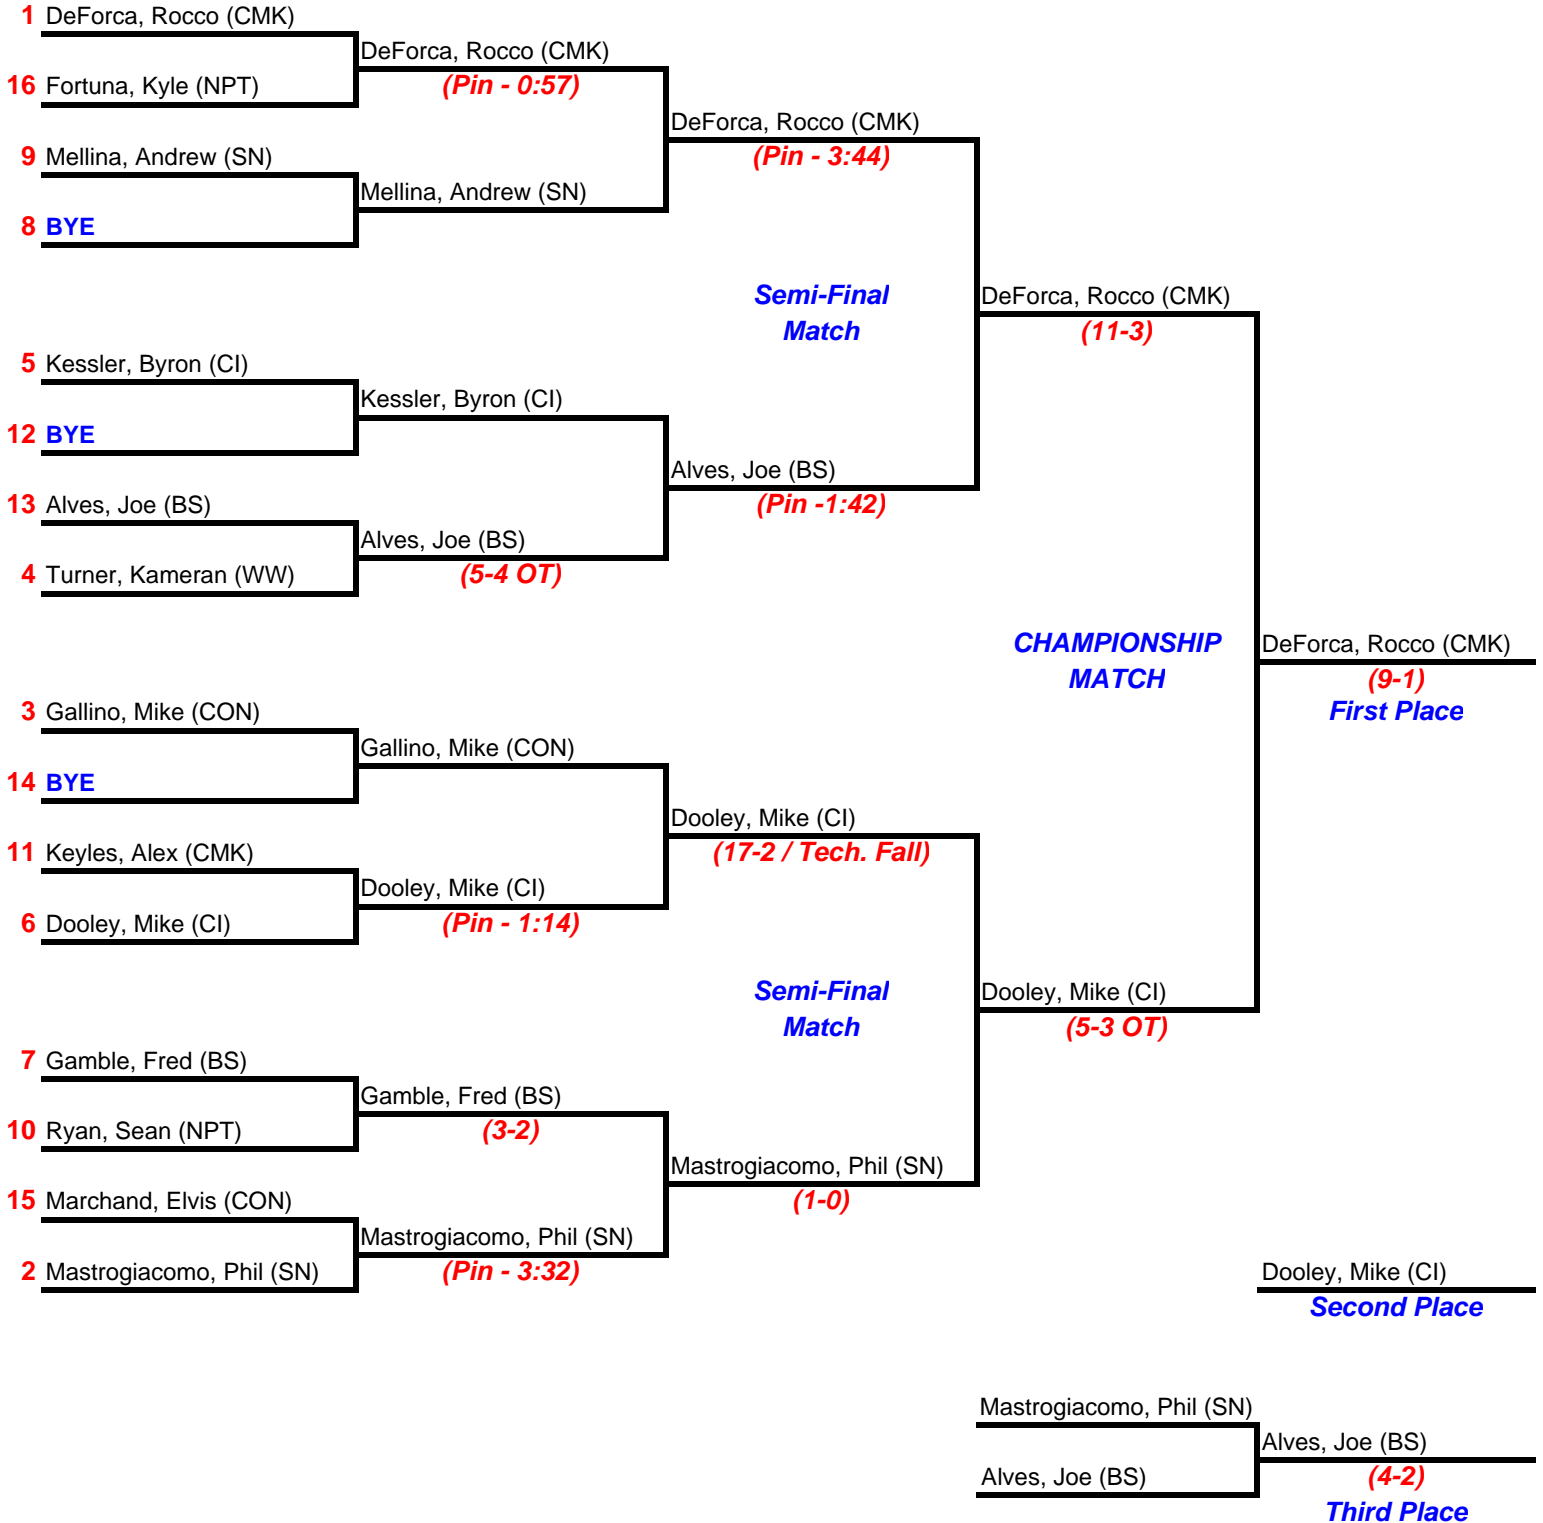 1 DeForca, Rocco (CMK)
DeForca, Rocco (CMK)
16 Fortuna, Kyle (NPT)
(Pin - 0:57)
DeForca, Rocco (CMK)
(Pin - 3:44)
9 Mellina, Andrew (SN)
Mellina, Andrew (SN)
8 BYE
Semi-Final
Match
DeForca, Rocco (CMK)
(11-3)
5 Kessler, Byron (CI)
Kessler, Byron (CI)
12 BYE
Alves, Joe (BS)
(Pin -1:42)
13 Alves, Joe (BS)
Alves, Joe (BS)
4 Turner, Kameran (WW)
(5-4 OT)
CHAMPIONSHIP
MATCH
DeForca, Rocco (CMK)
(9-1)
First Place
3 Gallino, Mike (CON)
Gallino, Mike (CON)
14 BYE
Dooley, Mike (CI)
(17-2 / Tech. Fall)
11 Keyles, Alex (CMK)
Dooley, Mike (CI)
6 Dooley, Mike (CI)
(Pin - 1:14)
Semi-Final
Match
Dooley, Mike (CI)
(5-3 OT)
7 Gamble, Fred (BS)
Gamble, Fred (BS)
10 Ryan, Sean (NPT)
(3-2)
Mastrogiacomo, Phil (SN)
(1-0)
15 Marchand, Elvis (CON)
Mastrogiacomo, Phil (SN)
2 Mastrogiacomo, Phil (SN)
(Pin - 3:32)
Dooley, Mike (CI)
Second Place
Mastrogiacomo, Phil (SN)
Alves, Joe (BS)
Alves, Joe (BS)
(4-2)
Third Place